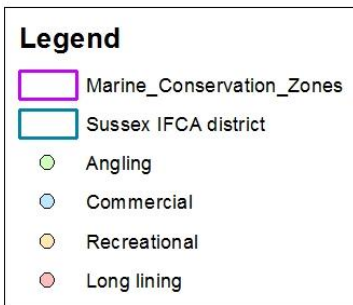 Legend
Marine_Conservation_Zones
Sussex IFCA district
Angling
Commercial
Recreational
Long lining